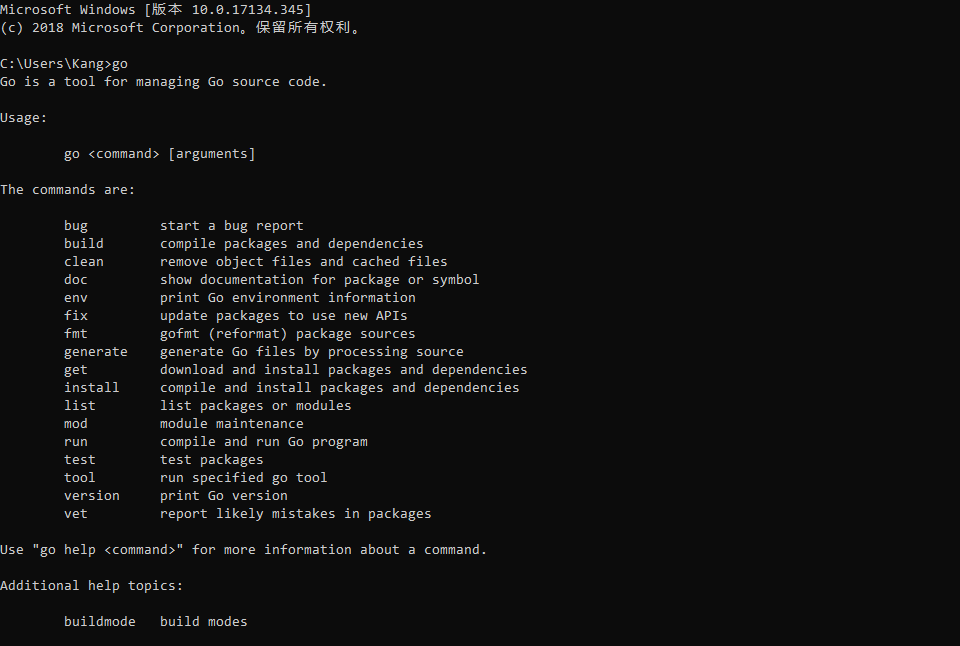 Microsoft Windows [版本 10.0.17134.345]
(c) 2018 Microsoft Corporation。保留所有权利。
C:\Users\Kang>go
Go is a tool for managing Go source code.
Usage:
go <command> [arguments]
The commands are:
bug start a bug report
build compile packages and dependencies
clean remove object files and cached files
doc show documentation for package or symbol
env print Go environment information
fix update packages to use new APIs
fmt gofmt (reformat) package sources
generate generate Go files by processing source
get download and install packages and dependencies
install compile and install packages and dependencies
list list packages or modules
mod module maintenance
run compile and run Go program
test test packages
tool run specified go tool
version print Go version
vet report likely mistakes in packages
Use "go help <command>" for more information about a command.
Additional help topics:
buildmode build modes